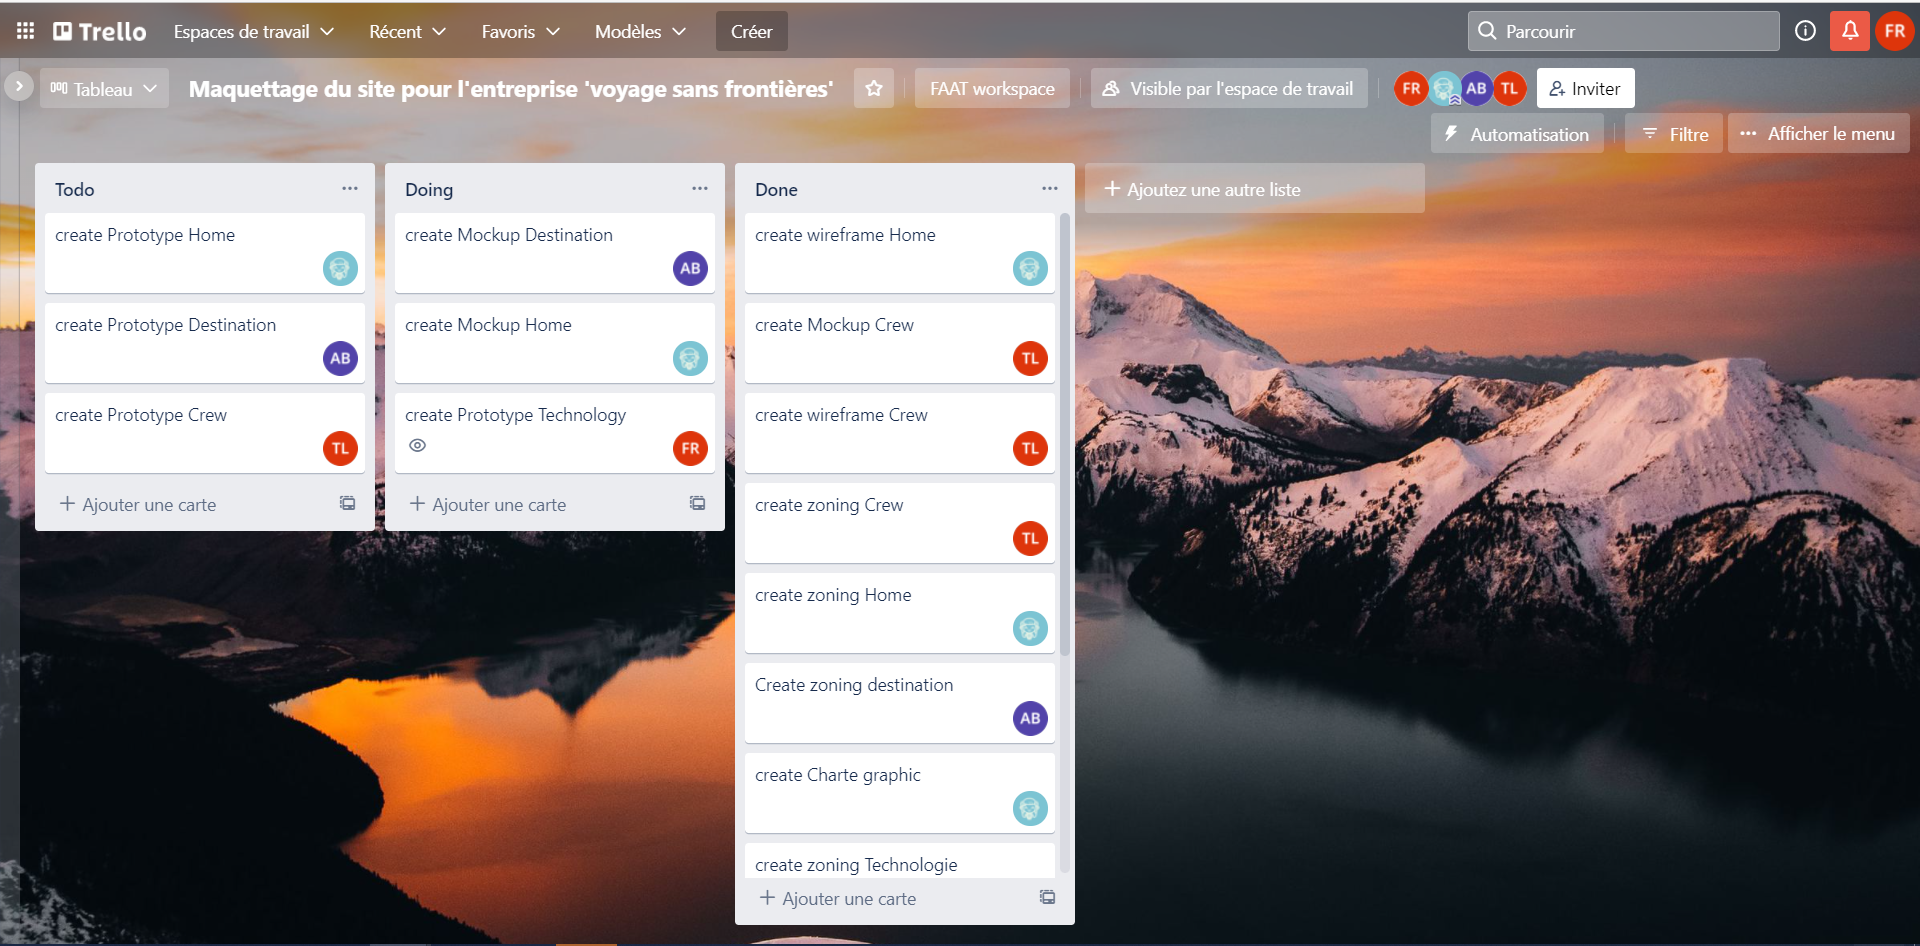 Trello
Espaces de travail
Récent
Favoris
Modèles
Créer
Parcourir
FR
Tableau
Maquettage du site pour l'entreprise 'voyage sans frontières'
FAAT workspace
Visible par l'espace de travail
FR
AB
TL
Inviter
Automatisation
Filtre
Afficher le menu
Todo
create Prototype Home
create Prototype Destination
AB
create Prototype Crew
TL
Ajouter une carte
Doing
create Mockup Destination
AB
create Mockup Home
create Prototype Technology
FR
Ajouter une carte
Done
create wireframe Home
create Mockup Crew
TL
create wireframe Crew
TL
create zoning Crew
TL
create zoning Home
Create zoning destination
AB
create Charte graphic
create zoning Technologie
Ajouter une carte
Ajoutez une autre liste